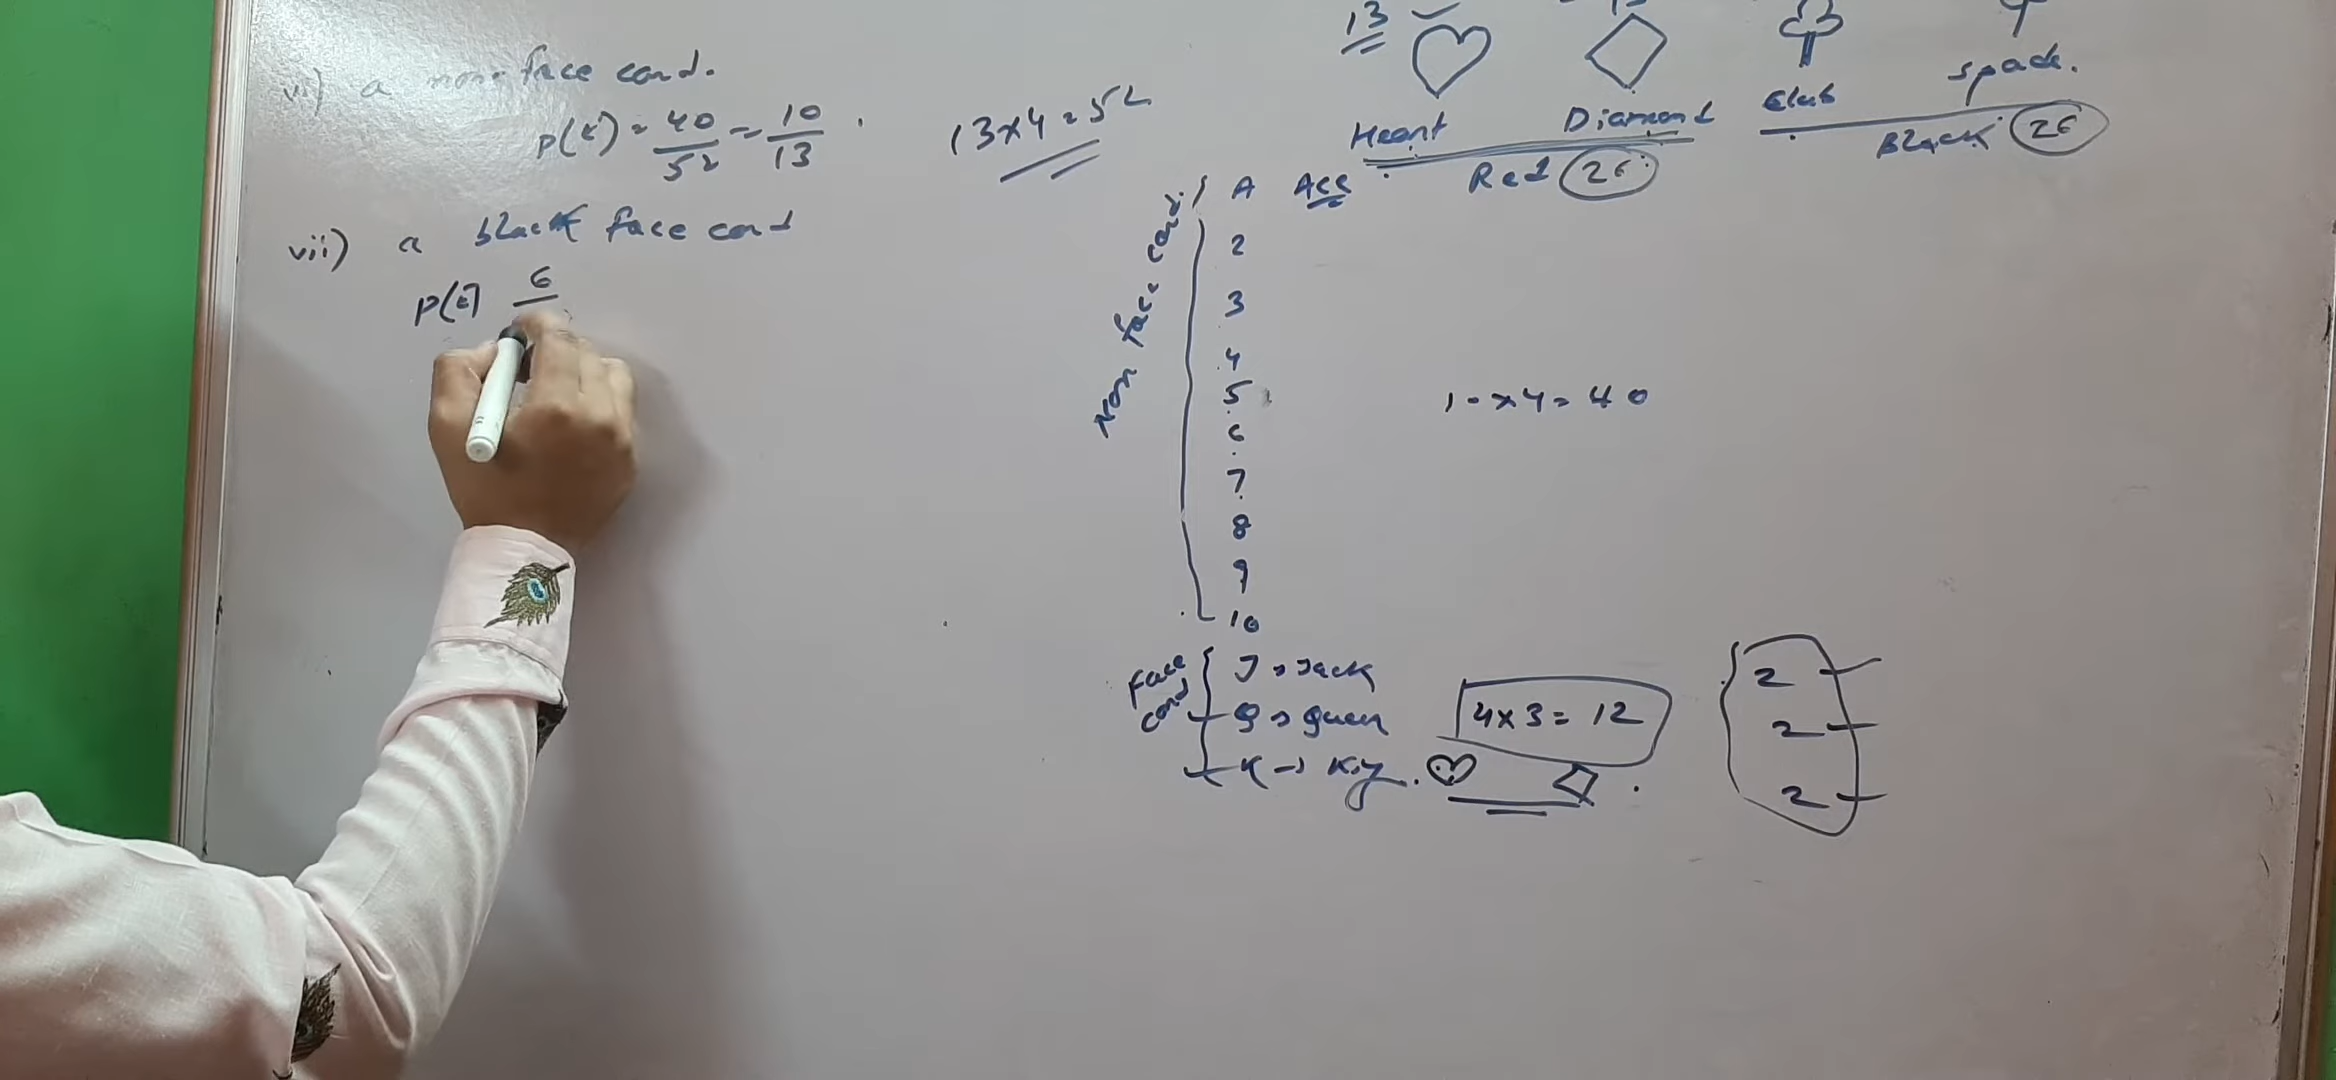 vi) a non-face card.
P(E) = 40/52 = 10/13 .
vii) a black face card
P(E) 6
13x4=52
13
Heart
Diamond
Club
Spade.
Red 26
Black 26
Non face card
A Ace
2
3
4
5
6
7
8
9
10
10x4=40
Face card
J → Jack
Q → Queen
K → King
4x3=12
2
2
2